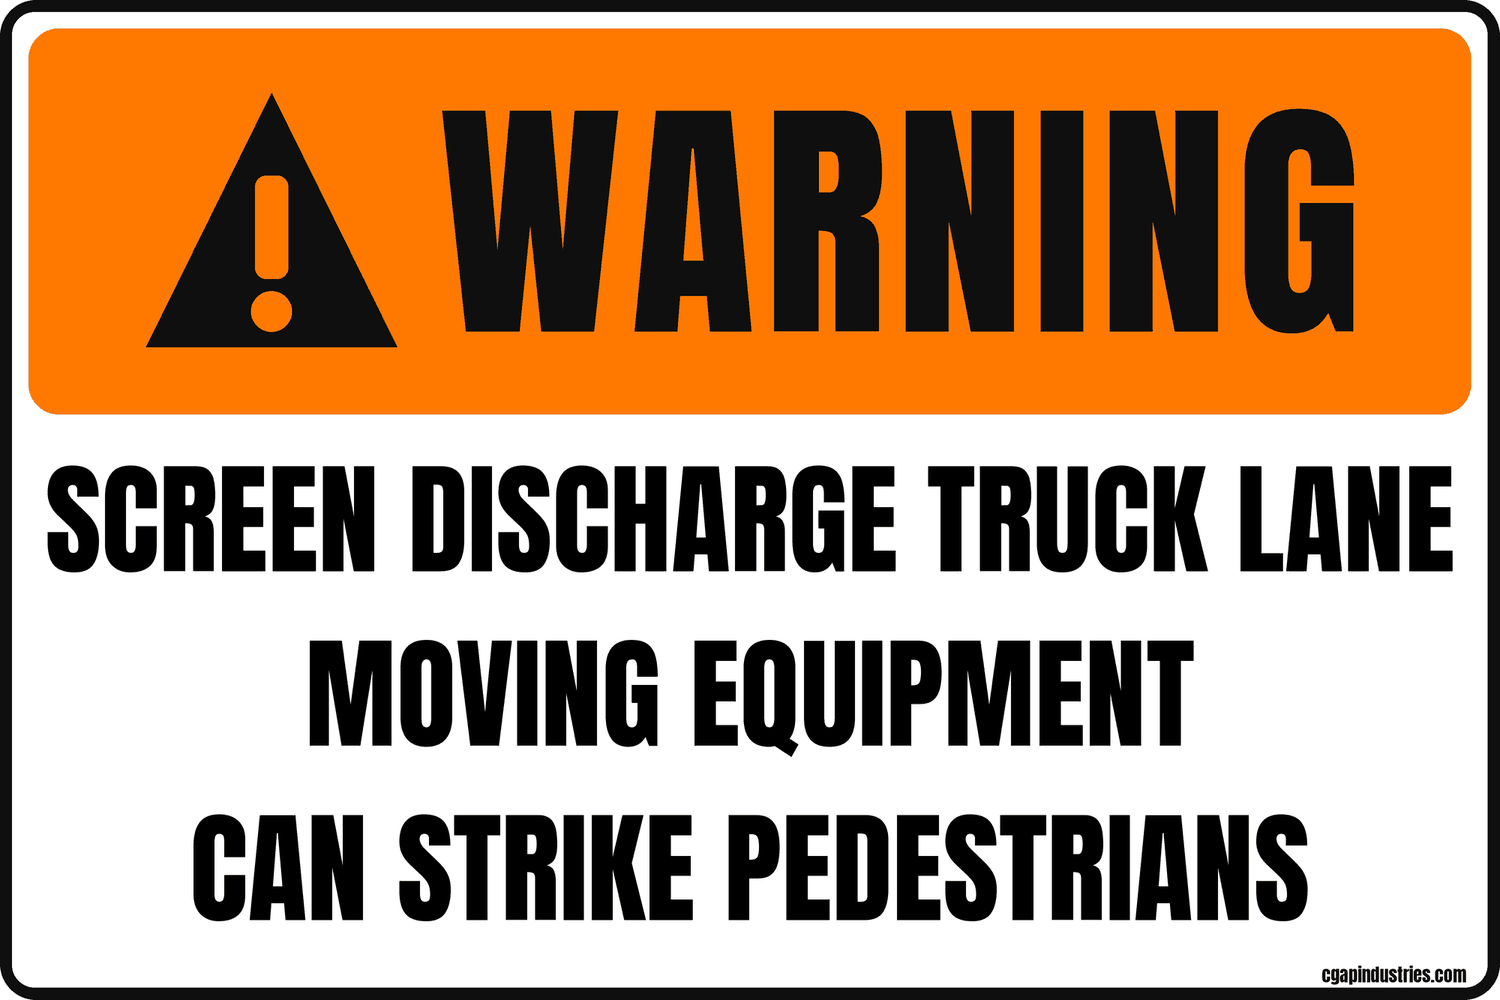 WARNING
SCREEN DISCHARGE TRUCK LANE
MOVING EQUIPMENT
CAN STRIKE PEDESTRIANS
cgapindustries.com